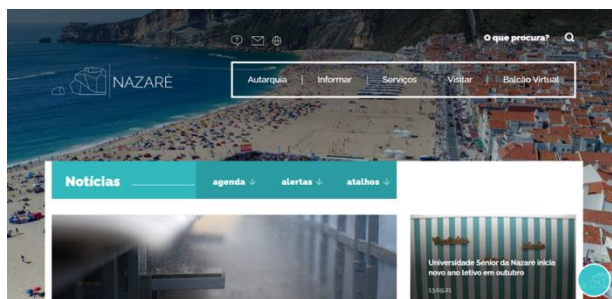 O que procura?
NAZARÉ
Autarquia | Informar | Serviços | Visitar | Balcão Virtual
Notícias
agenda
alertas
atalhos
Universidade Sénior da Nazaré inicia
novo ano letivo em outubro
13.09.21